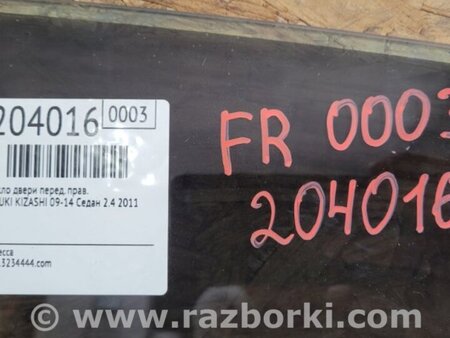 204016 0003
ло двери перед. прав.
UKI KIZASHI 09-14 Седан 2.4 2011
есса
3234444.com
FR 0003
204016
www.razborki.com